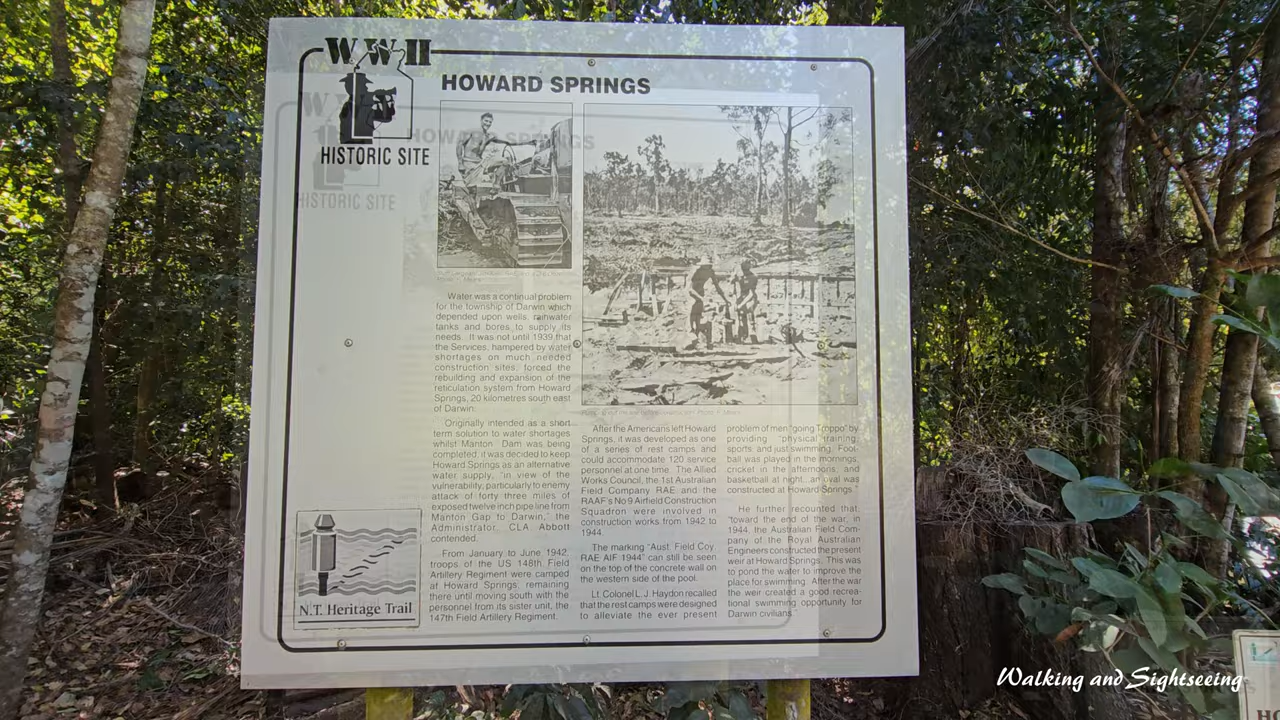 WWII
HISTORIC SITE
HOWARD SPRINGS
Water was a continual problem
for the township of Darwin which
depended upon wells, rainwater
tanks and bores to supply its
needs. It was not until 1939 that
the Services, hampered by water
shortages on much needed
construction sites, forced the
rebuilding and expansion of the
reticulation system from Howard
Springs, 20 kilometres south east
of Darwin.
Originally intended as a short
term solution to water shortages
whilst Manton Dam was being
completed, it was decided to keep
Howard Springs as an alternative
water supply, "in view of the
vulnerability, particularly to enemy
attack of forty three miles of
exposed twelve inch pipe line from
Manton Gap to Darwin," the
Administrator, CLA Abbott
contended.
From January to June, 1942,
troops of the US 148th Field
Artillery Regiment were camped
at Howard Springs, remaining
there until moving south with the
personnel from its sister unit, the
147th Field Artillery Regiment.
After the Americans left Howard
Springs, it was developed as one
of a series of rest camps and
could accommodate 120 service
personnel at one time. The Allied
Works Council, the 1st Australian
Field Company RAE and the
RAAF's No 9 Airfield Construction
Squadron were involved in
construction works from 1942 to
1944.
The marking "Aust. Field Coy.
RAE AIF 1944" can still be seen
on the top of the concrete wall on
the western side of the pool.
Lt. Colonel L. J. Haydon recalled
that the rest camps were designed
to alleviate the ever present
problem of men "going Troppo" by
providing "physical training,
sports and just swimming. Foot-
ball was played in the mornings,
cricket in the afternoons, and
basketball at night...an oval was
constructed at Howard Springs."
He further recounted that,
"toward the end of the war, in
1944, the Australian Field Com-
pany of the Royal Australian
Engineers constructed the present
weir at Howard Springs. This was
to pond the water to improve the
place for swimming. After the war
the weir created a good recrea-
tional swimming opportunity for
Darwin civilians."
N.T. Heritage Trail
Walking and Sightseeing